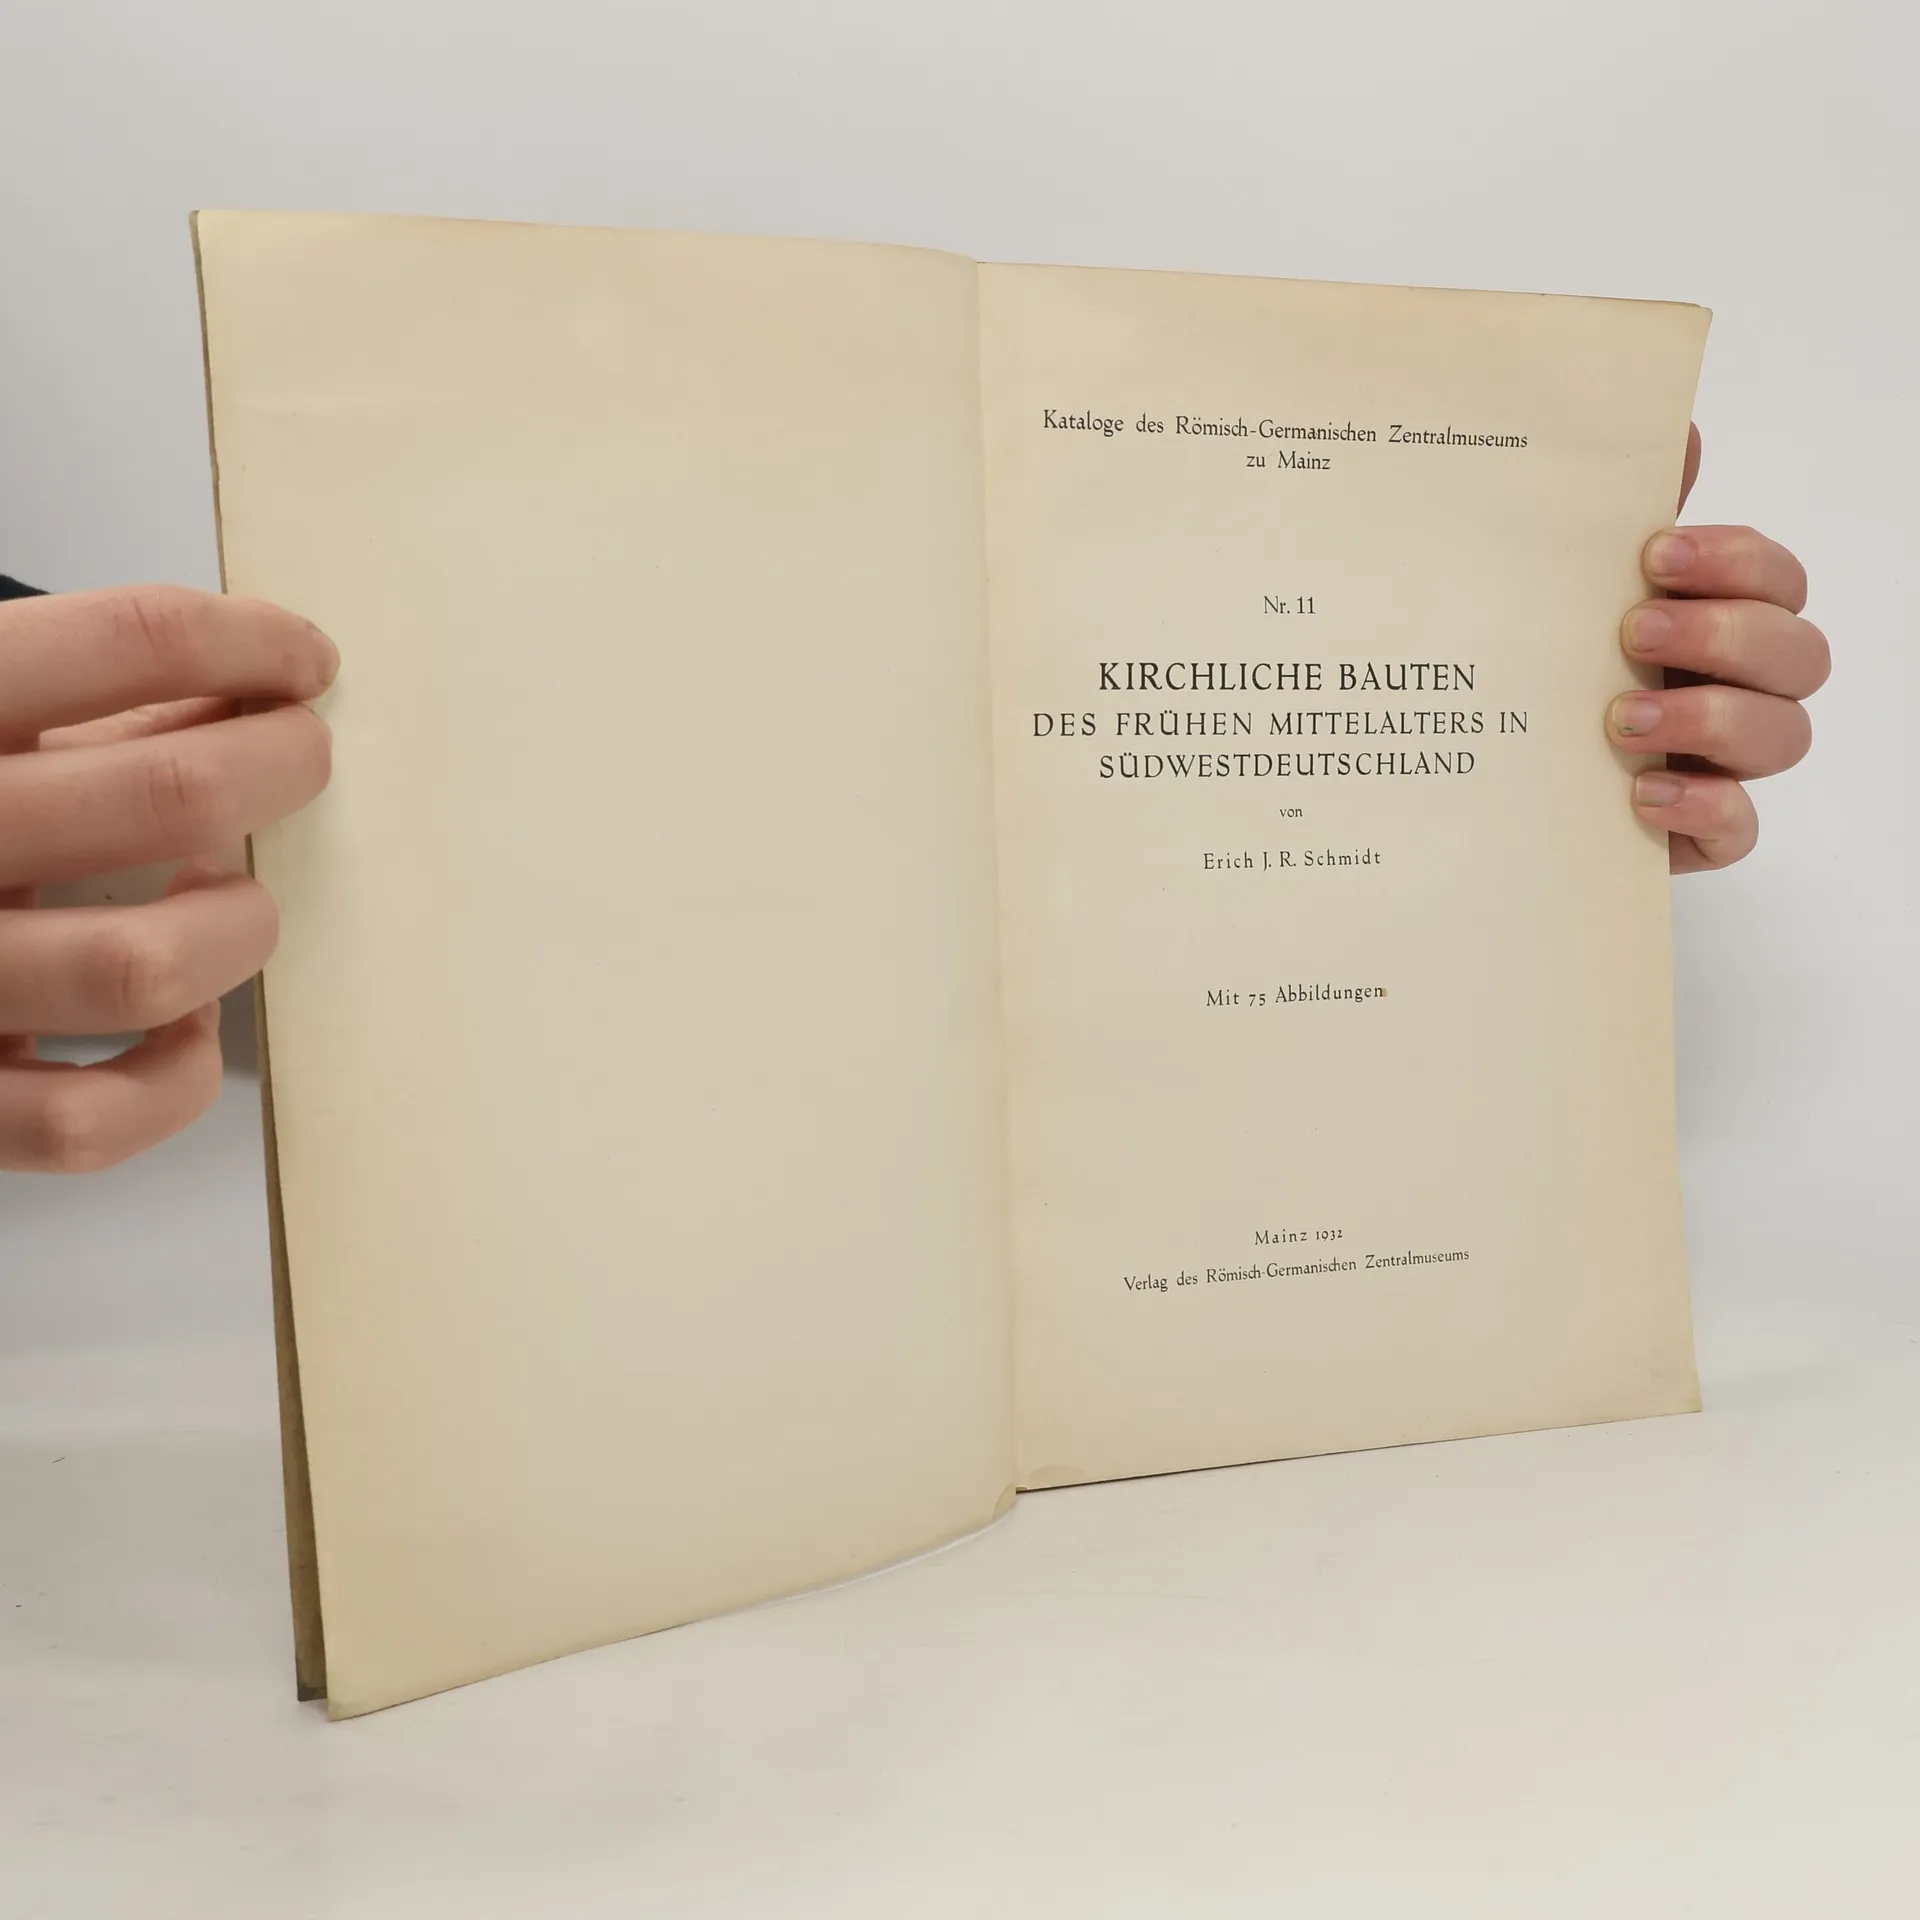 Kataloge des Römisch-Germanischen Zentralmuseums
zu Mainz
Nr. 11
KIRCHLICHE BAUTEN
DES FRÜHEN MITTELALTERS IN
SÜDWESTDEUTSCHLAND
von
Erich J. R. Schmidt
Mit 75 Abbildungen
Mainz 1932
Verlag des Römisch-Germanischen Zentralmuseums